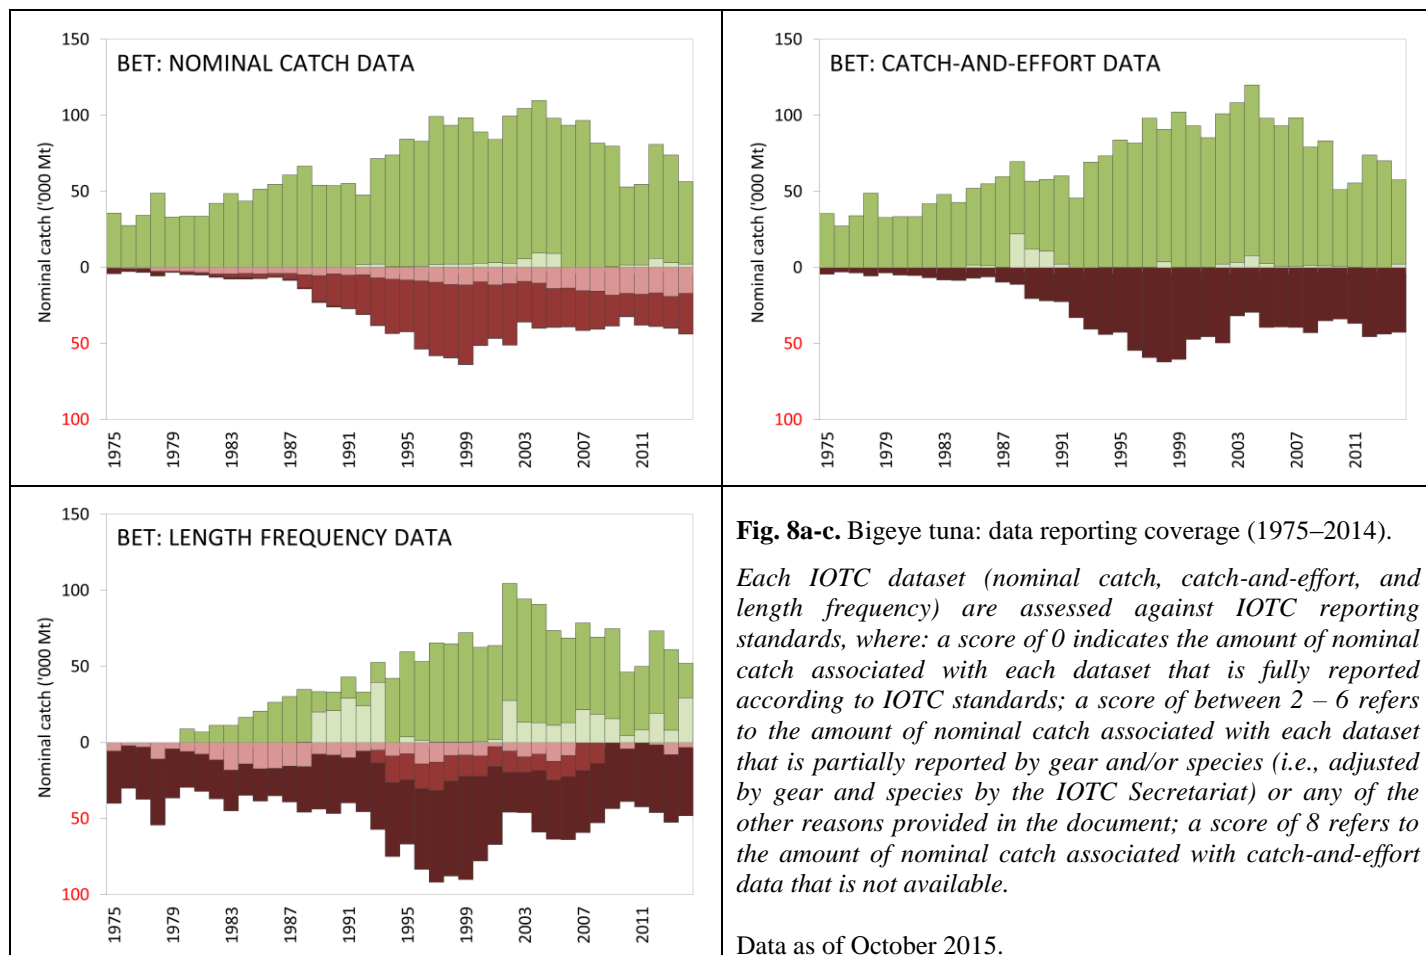 BET: NOMINAL CATCH DATA
Nominal catch ('000 Mt)
150
100
50
0
50
100
1975
1979
1983
1987
1991
1995
1999
2003
2007
2011
BET: CATCH-AND-EFFORT DATA
Nominal catch ('000 Mt)
150
100
50
0
50
100
1975
1979
1983
1987
1991
1995
1999
2003
2007
2011
BET: LENGTH FREQUENCY DATA
Nominal catch ('000 Mt)
150
100
50
0
50
100
1975
1979
1983
1987
1991
1995
1999
2003
2007
2011
Fig. 8a-c. Bigeye tuna: data reporting coverage (1975–2014).
Each IOTC dataset (nominal catch, catch-and-effort, and
length frequency) are assessed against IOTC reporting
standards, where: a score of 0 indicates the amount of nominal
catch associated with each dataset that is fully reported
according to IOTC standards; a score of between 2 – 6 refers
to the amount of nominal catch associated with each dataset
that is partially reported by gear and/or species (i.e., adjusted
by gear and species by the IOTC Secretariat) or any of the
other reasons provided in the document; a score of 8 refers to
the amount of nominal catch associated with catch-and-effort
data that is not available.
Data as of October 2015.